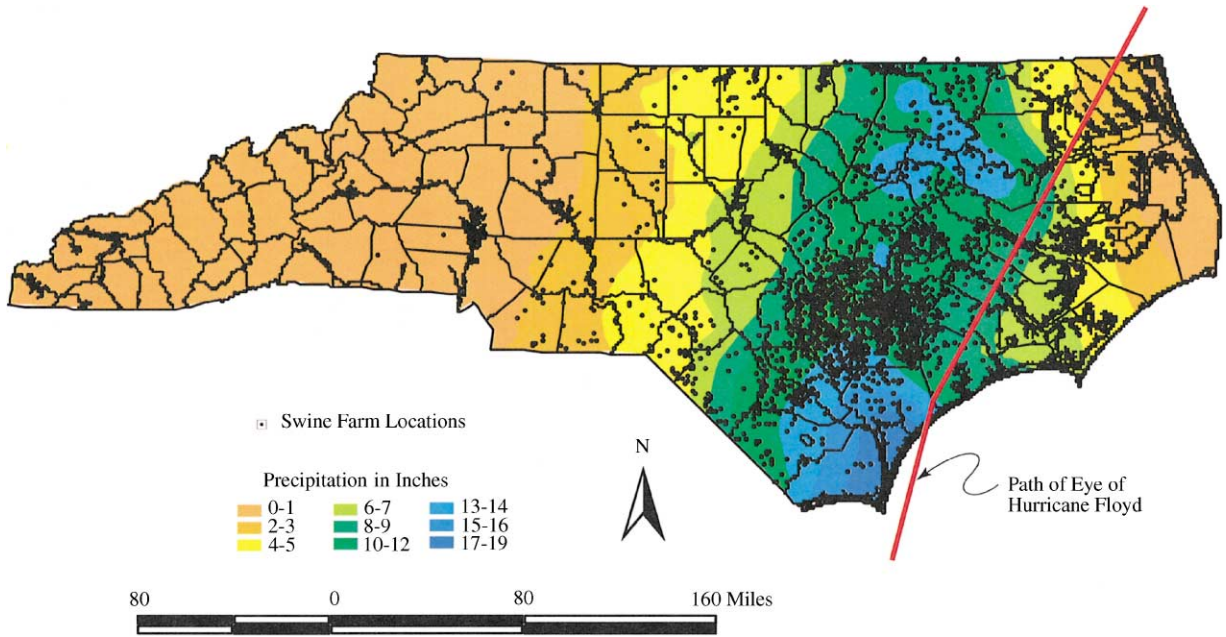 Swine Farm Locations
Precipitation in Inches
0-1
6-7
13-14
2-3
8-9
15-16
4-5
10-12
17-19
N
Path of Eye of
Hurricane Floyd
80
0
80
160 Miles